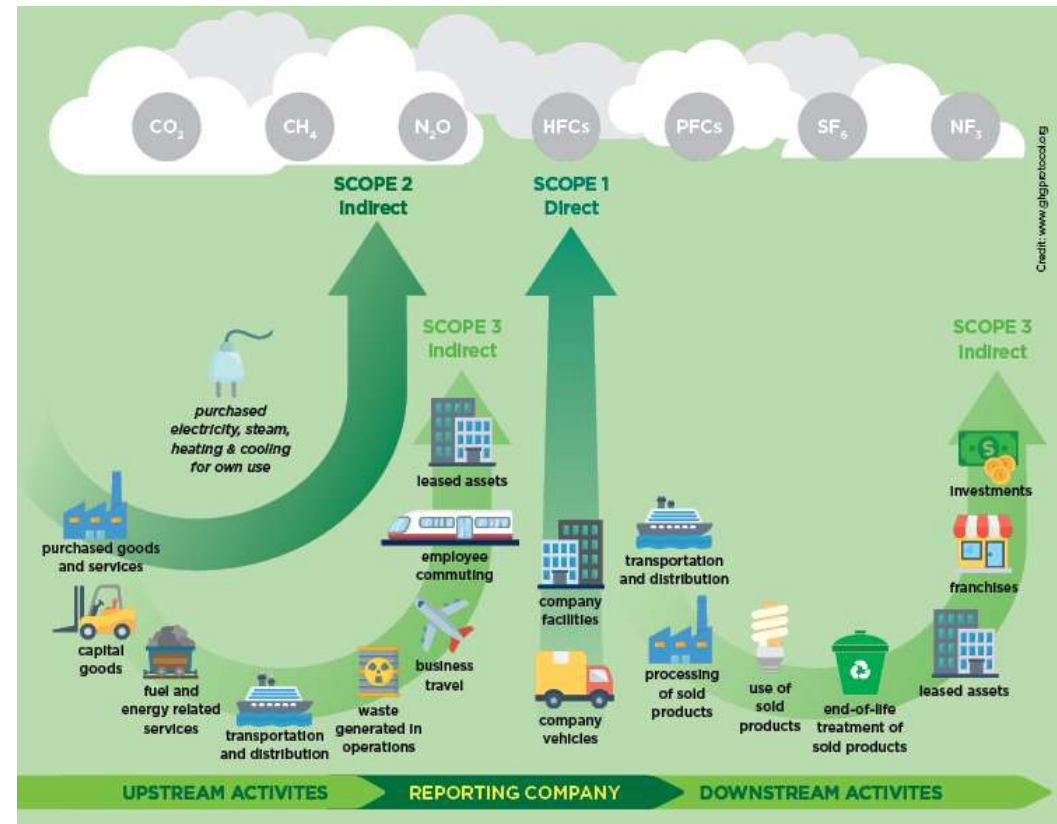 CO₂
CH₄
N₂O
HFCs
PFCs
SF₆
NF₃
Credit: www.ghgprotocol.org
SCOPE 2
Indirect
SCOPE 1
Direct
SCOPE 3
Indirect
SCOPE 3
Indirect
purchased
electricity, steam,
heating & cooling
for own use
purchased goods
and services
capital
goods
fuel and
energy related
services
transportation
and distribution
waste
generated in
operations
business
travel
employee
commuting
leased assets
company
facilities
company
vehicles
transportation
and distribution
processing
of sold
products
use of
sold
products
end-of-life
treatment of
sold products
leased assets
franchises
investments
UPSTREAM ACTIVITES
REPORTING COMPANY
DOWNSTREAM ACTIVITES